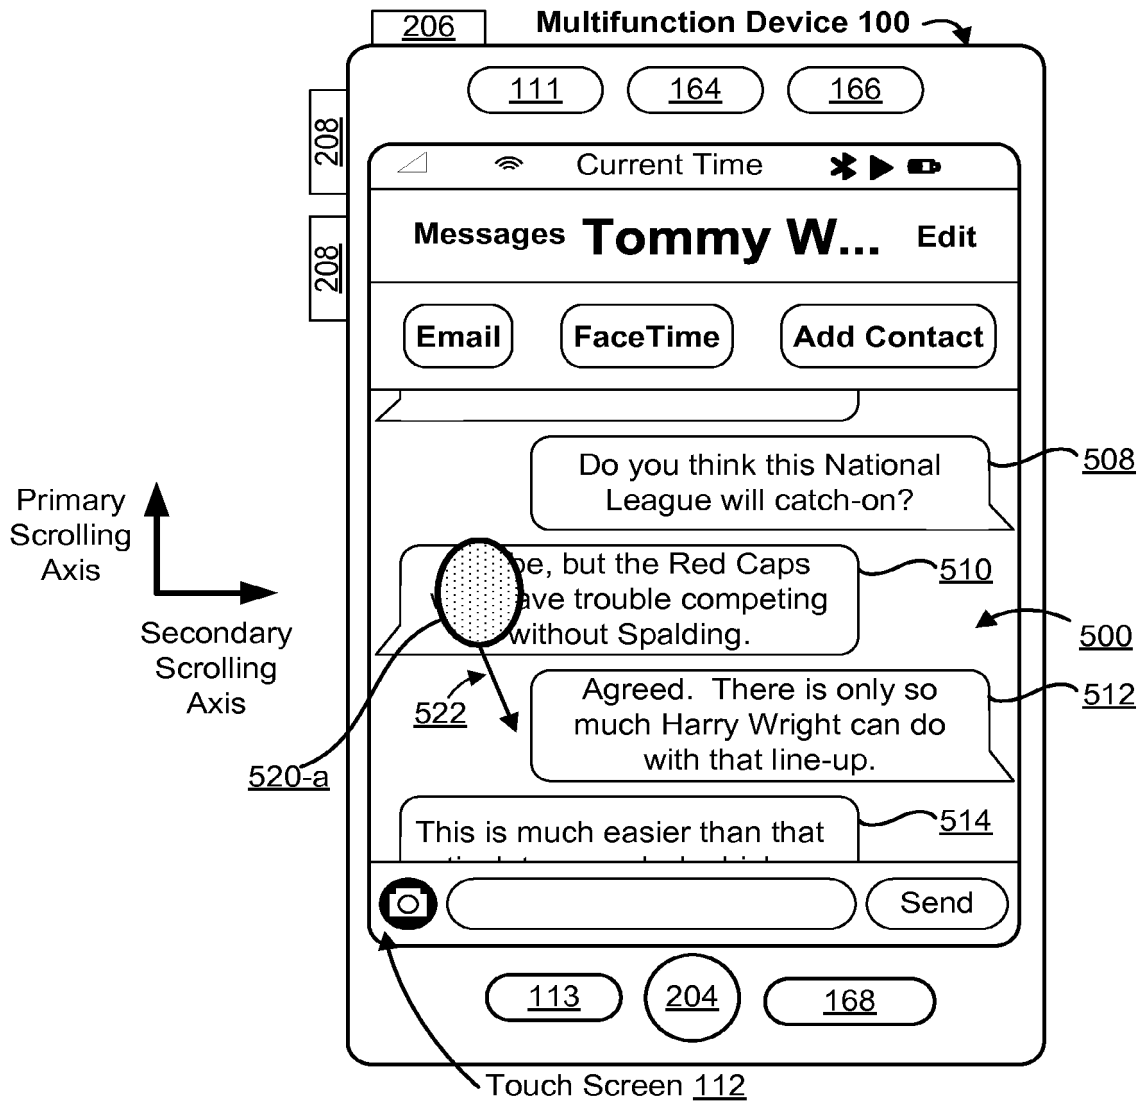 206
Multifunction Device 100
111
164
166
208
208
Current Time
Messages
Tommy W...
Edit
Email
FaceTime
Add Contact
Do you think this National
League will catch-on?
508
Primary
Scrolling
Axis
Secondary
Scrolling
Axis
be, but the Red Caps
ave trouble competing
without Spalding.
510
500
522
520-a
Agreed. There is only so
much Harry Wright can do
with that line-up.
512
This is much easier than that
514
Send
113
204
168
Touch Screen 112